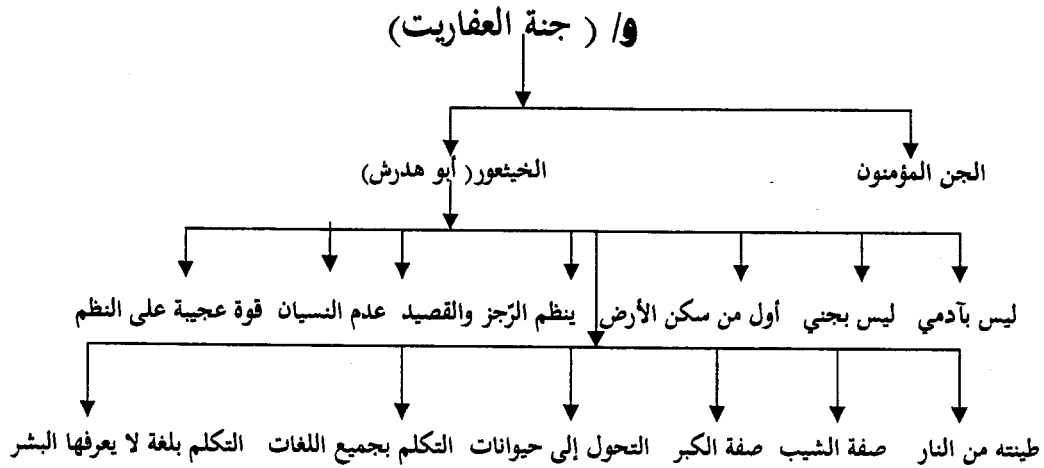 و/ ( جنة العفاريت)
الجن المؤمنون الخيثعور( أبو هدرش)
ليس بآدمي ليس بجني أول من سكن الأرض ينظم الرّجز والقصيد عدم النسيان قوة عجيبة على النظم
طينته من النار صفة الشيب صفة الكبر التحول إلى حيوانات التكلم بجميع اللغات التكلم بلغة لا يعرفها البشر